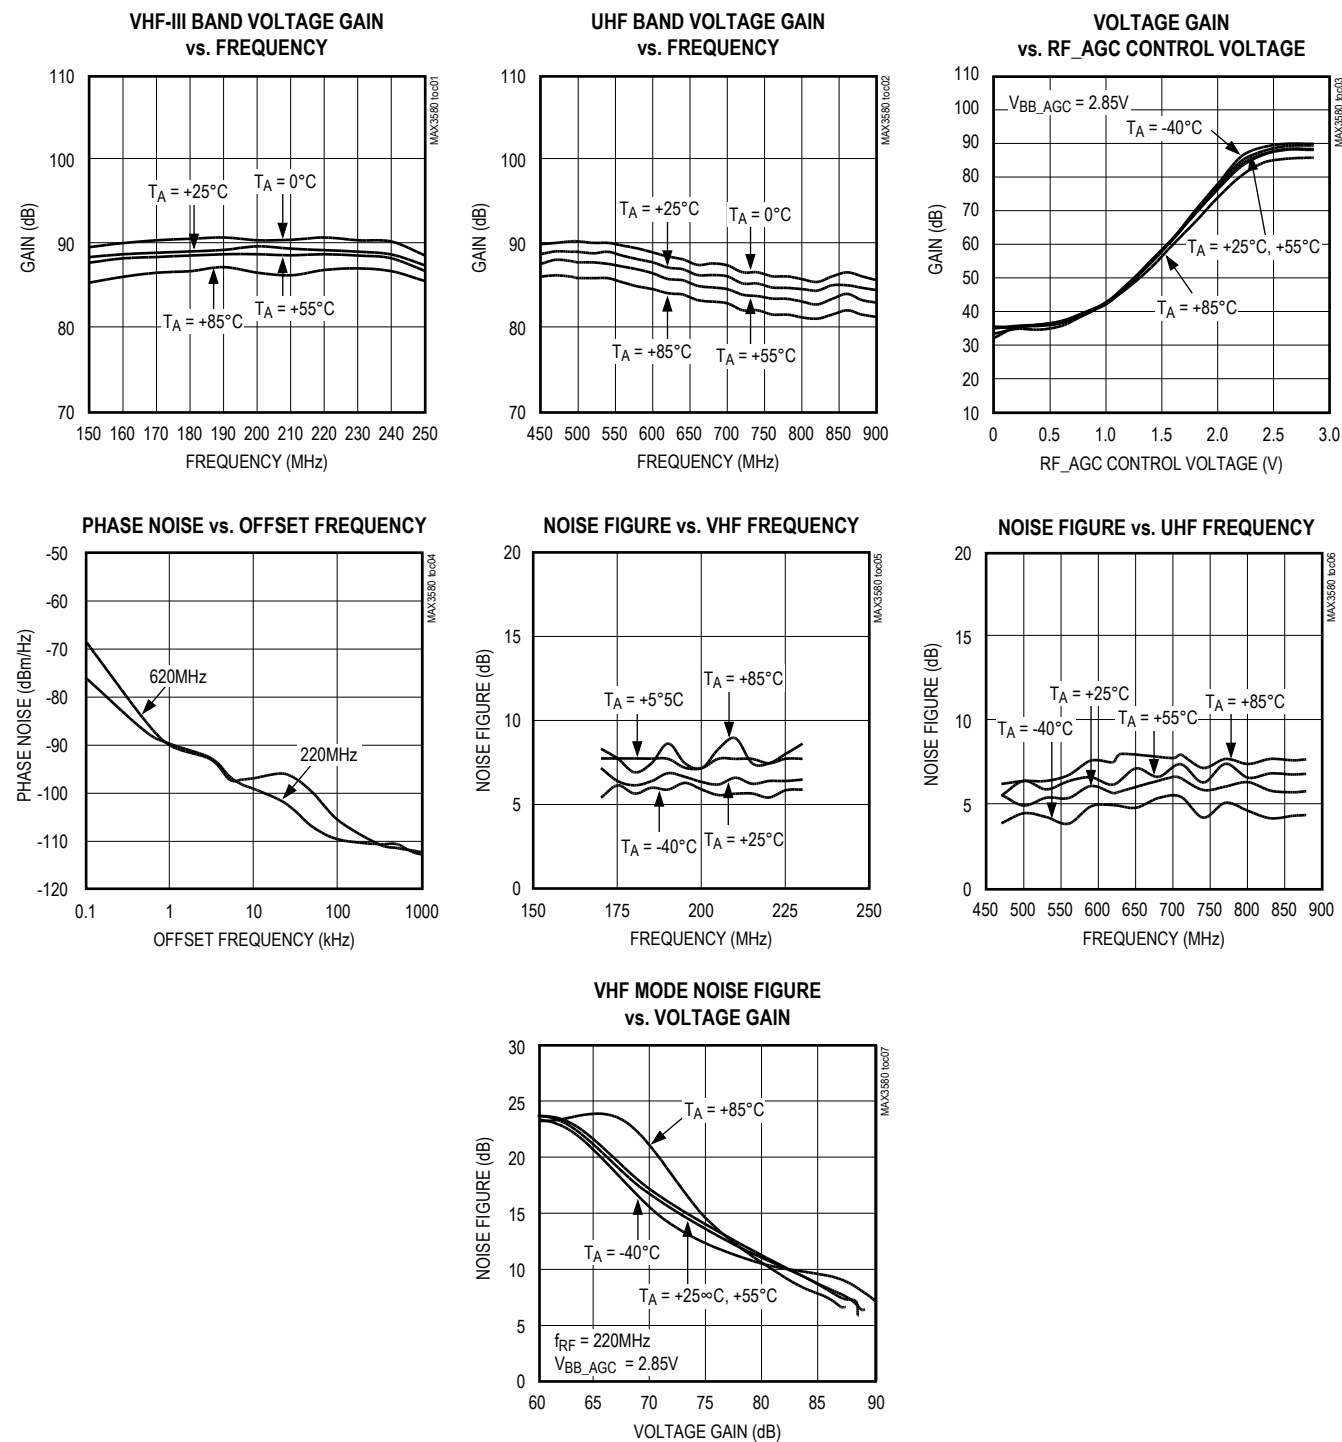 VHF-III BAND VOLTAGE GAIN
vs. FREQUENCY
110
100
90
80
70
GAIN (dB)
MAX3580 toc01
TA = +25°C
TA = 0°C
TA = +85°C
TA = +55°C
150 160 170 180 190 200 210 220 230 240 250
FREQUENCY (MHz)
UHF BAND VOLTAGE GAIN
vs. FREQUENCY
110
100
90
80
70
GAIN (dB)
MAX3580 toc02
TA = +25°C
TA = 0°C
TA = +85°C
TA = +55°C
450 500 550 600 650 700 750 800 850 900
FREQUENCY (MHz)
VOLTAGE GAIN
vs. RF_AGC CONTROL VOLTAGE
110
100
90
80
70
60
50
40
30
20
10
GAIN (dB)
MAX3580 toc03
VBB_AGC = 2.85V
TA = -40°C
TA = +25°C, +55°C
TA = +85°C
0 0.5 1.0 1.5 2.0 2.5 3.0
RF_AGC CONTROL VOLTAGE (V)
PHASE NOISE vs. OFFSET FREQUENCY
-50
-60
-70
-80
-90
-100
-110
-120
PHASE NOISE (dBm/Hz)
MAX3580 toc04
620MHz
220MHz
0.1 1 10 100 1000
OFFSET FREQUENCY (kHz)
NOISE FIGURE vs. VHF FREQUENCY
20
15
10
5
0
NOISE FIGURE (dB)
MAX3580 toc05
TA = +85°C
TA = +5°5C
TA = -40°C
TA = +25°C
150 175 200 225 250
FREQUENCY (MHz)
NOISE FIGURE vs. UHF FREQUENCY
20
15
10
5
0
NOISE FIGURE (dB)
MAX3580 toc06
TA = +25°C
TA = +85°C
TA = +55°C
TA = -40°C
450 500 550 600 650 700 750 800 850 900
FREQUENCY (MHz)
VHF MODE NOISE FIGURE
vs. VOLTAGE GAIN
30
25
20
15
10
5
0
NOISE FIGURE (dB)
MAX3580 toc07
TA = +85°C
TA = -40°C
TA = +25∞C, +55°C
fRF = 220MHz
VBB_AGC = 2.85V
60 65 70 75 80 85 90
VOLTAGE GAIN (dB)